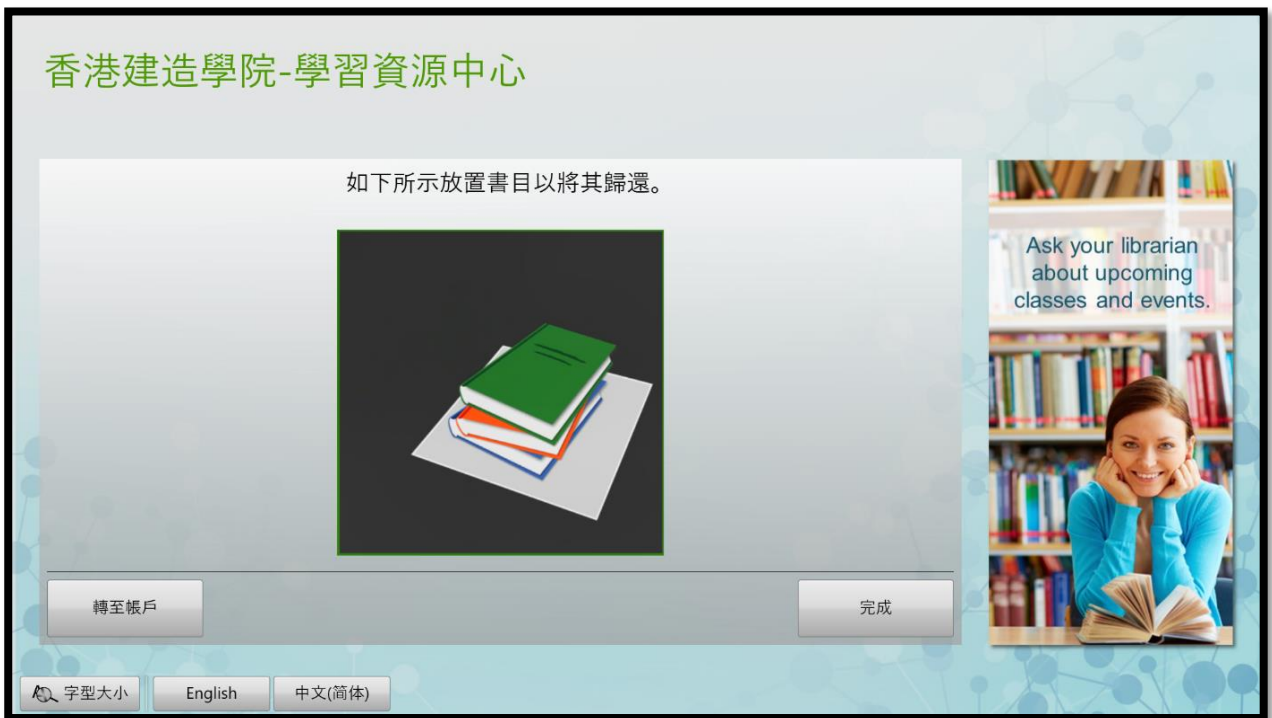 香港建造學院-學習資源中心
如下所示放置書目以將其歸還。
Ask your librarian
about upcoming
classes and events.
轉至帳戶
完成
字型大小
English
中文(简体)